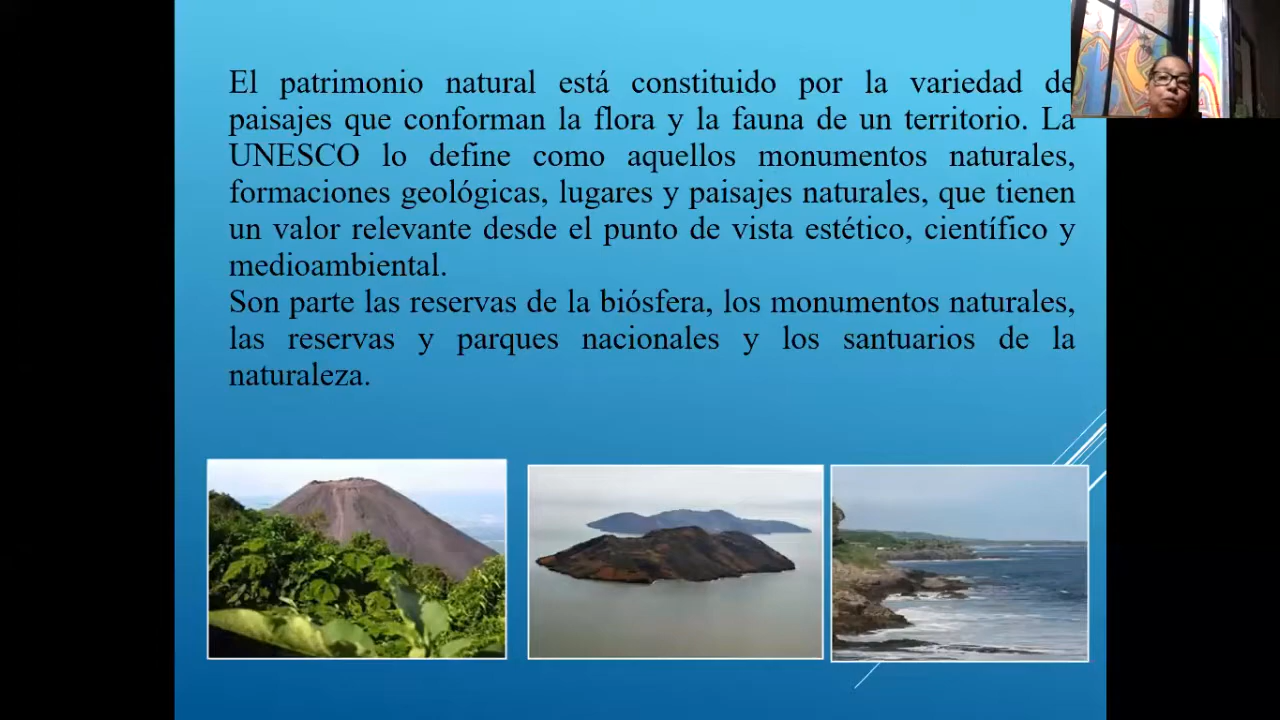 El patrimonio natural está constituido por la variedad de
paisajes que conforman la flora y la fauna de un territorio. La
UNESCO lo define como aquellos monumentos naturales,
formaciones geológicas, lugares y paisajes naturales, que tienen
un valor relevante desde el punto de vista estético, científico y
medioambiental.
Son parte las reservas de la biósfera, los monumentos naturales,
las reservas y parques nacionales y los santuarios de la
naturaleza.